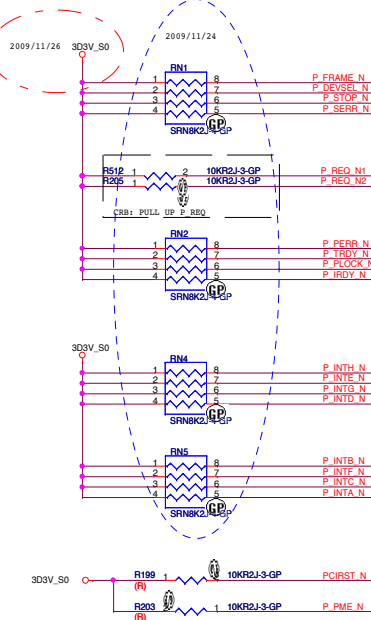 2009/11/24
2009/11/26 3D3V_S0
RN1
1 8 P_FRAME_N
2 7 P_DEVSEL_N
3 6 P_STOP_N
4 5 P_SERR_N
SRN8K2J-4-GP GP
R512 1 2 10KR2J-3-GP P_REQ_N1
R205 1 10KR2J-3-GP P_REQ_N2
CRB: PULL UP P_REQ
RN2
1 8 P_PERR_N
2 7 P_TRDY_N
3 6 P_PLOCK_N
4 5 P_IRDY_N
SRN8K2J-4-GP GP
3D3V_S0
RN4
1 8 P_INTH_N
2 7 P_INTE_N
3 6 P_INTG_N
4 5 P_INTD_N
SRN8K2J-4-GP GP
RN5
1 8 P_INTB_N
2 7 P_INTF_N
3 6 P_INTC_N
4 5 P_INTA_N
SRN8K2J-4-GP GP
3D3V_S0 R199 1 10KR2J-3-GP PCIRST_N
(R)
R203 2 1 10KR2J-3-GP P_PME_N
(R)